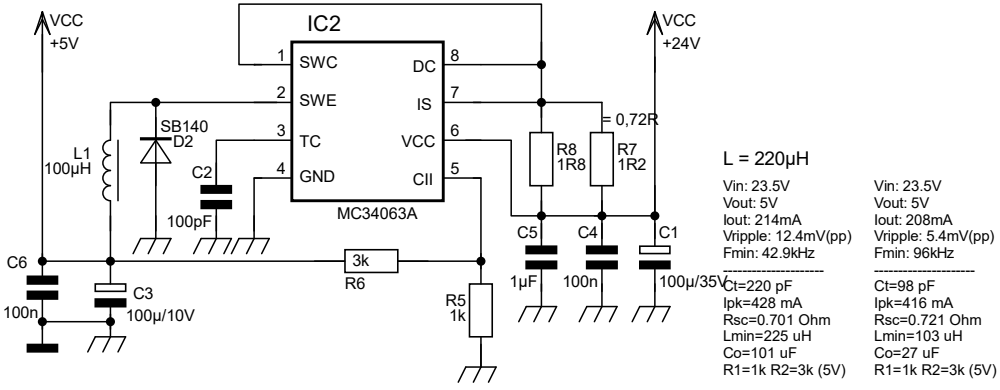 VCC
+5V
IC2
VCC
+24V
1
SWC
DC
8
2
SWE
IS
7
3
TC
VCC
6
4
GND
CII
5
MC34063A
SB140
D2
L1
100µH
C2
100pF
= 0,72R
R8
1R8
R7
1R2
C5
1µF
C4
100n
C1
100µ/35V
C6
100n
C3
100µ/10V
3k
R6
R5
1k
L = 220µH
Vin: 23.5V
Vout: 5V
Iout: 214mA
Vripple: 12.4mV(pp)
Fmin: 42.9kHz
---------------------
Ct=220 pF
Ipk=428 mA
Rsc=0.701 Ohm
Lmin=225 uH
Co=101 uF
R1=1k R2=3k (5V)
Vin: 23.5V
Vout: 5V
Iout: 208mA
Vripple: 5.4mV(pp)
Fmin: 96kHz
---------------------
Ct=98 pF
Ipk=416 mA
Rsc=0.721 Ohm
Lmin=103 uH
Co=27 uF
R1=1k R2=3k (5V)